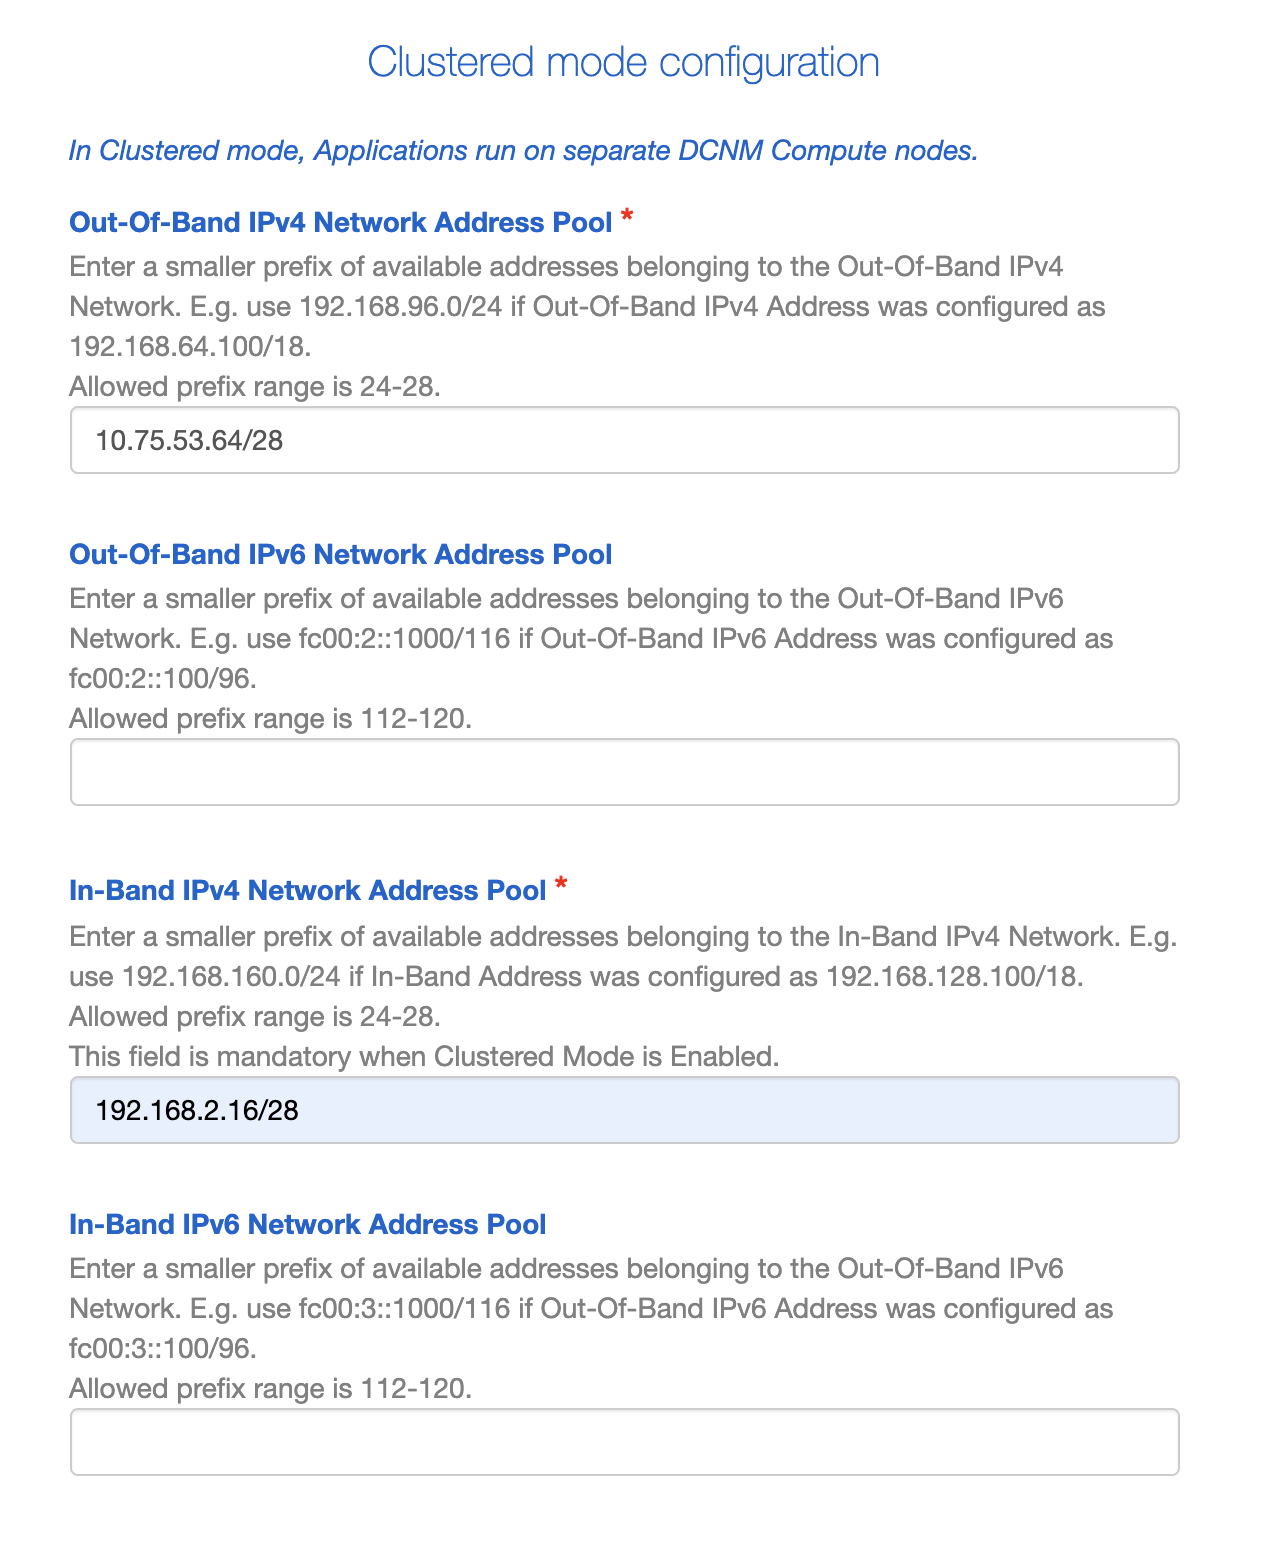 Clustered mode configuration
In Clustered mode, Applications run on separate DCNM Compute nodes.
Out-Of-Band IPv4 Network Address Pool *
Enter a smaller prefix of available addresses belonging to the Out-Of-Band IPv4
Network. E.g. use 192.168.96.0/24 if Out-Of-Band IPv4 Address was configured as
192.168.64.100/18.
Allowed prefix range is 24-28.
10.75.53.64/28
Out-Of-Band IPv6 Network Address Pool
Enter a smaller prefix of available addresses belonging to the Out-Of-Band IPv6
Network. E.g. use fc00:2::1000/116 if Out-Of-Band IPv6 Address was configured as
fc00:2::100/96.
Allowed prefix range is 112-120.
In-Band IPv4 Network Address Pool *
Enter a smaller prefix of available addresses belonging to the In-Band IPv4 Network. E.g.
use 192.168.160.0/24 if In-Band Address was configured as 192.168.128.100/18.
Allowed prefix range is 24-28.
This field is mandatory when Clustered Mode is Enabled.
192.168.2.16/28
In-Band IPv6 Network Address Pool
Enter a smaller prefix of available addresses belonging to the Out-Of-Band IPv6
Network. E.g. use fc00:3::1000/116 if Out-Of-Band IPv6 Address was configured as
fc00:3::100/96.
Allowed prefix range is 112-120.